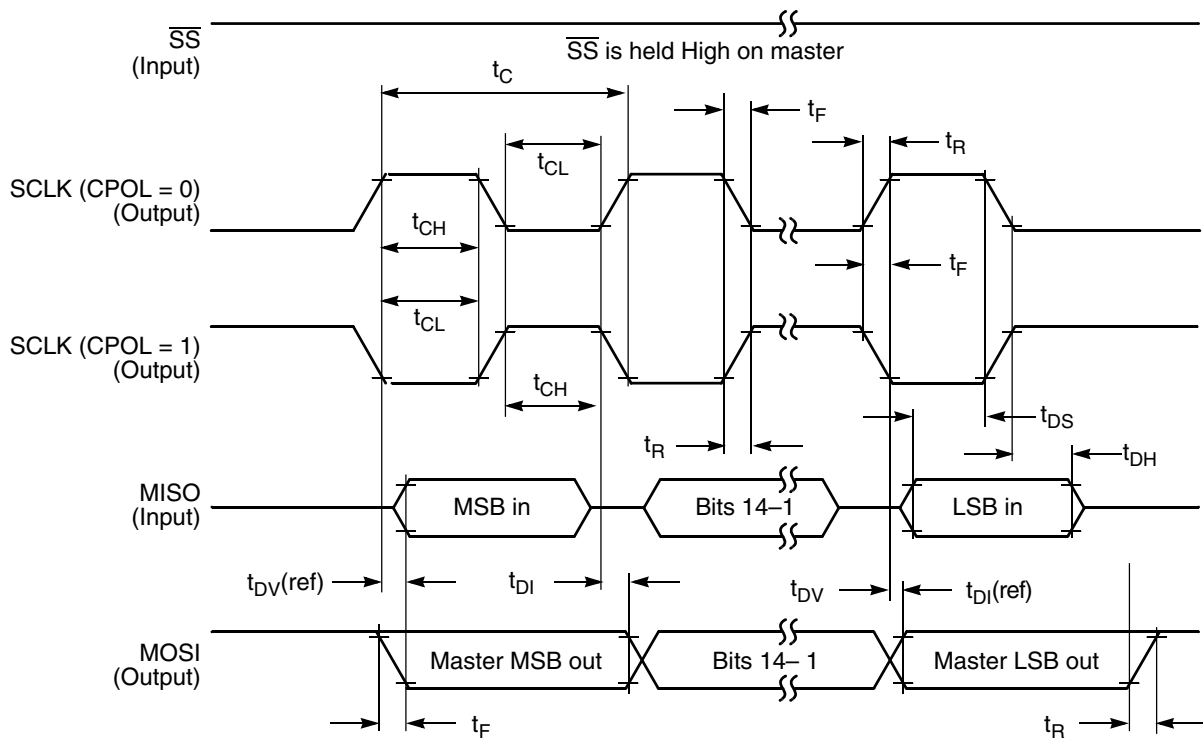 SS
(Input)
SS is held High on master
tC
tF
tR
tCL
SCLK (CPOL = 0)
(Output)
tCH
tF
tCL
SCLK (CPOL = 1)
(Output)
tCH
tDS
tR
tDH
MISO
(Input)
MSB in
Bits 14–1
LSB in
tDV(ref)
tDI
tDV
tDI(ref)
MOSI
(Output)
Master MSB out
Bits 14– 1
Master LSB out
tF
tR